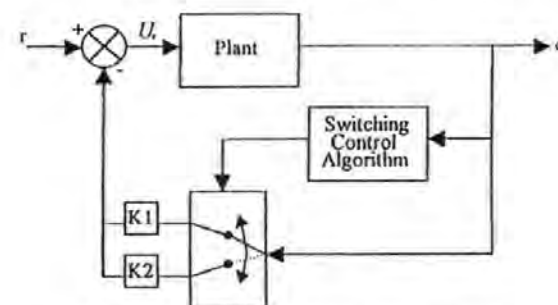 r
+
-
U,
Plant
c
Switching
Control
Algorithm
K1
K2